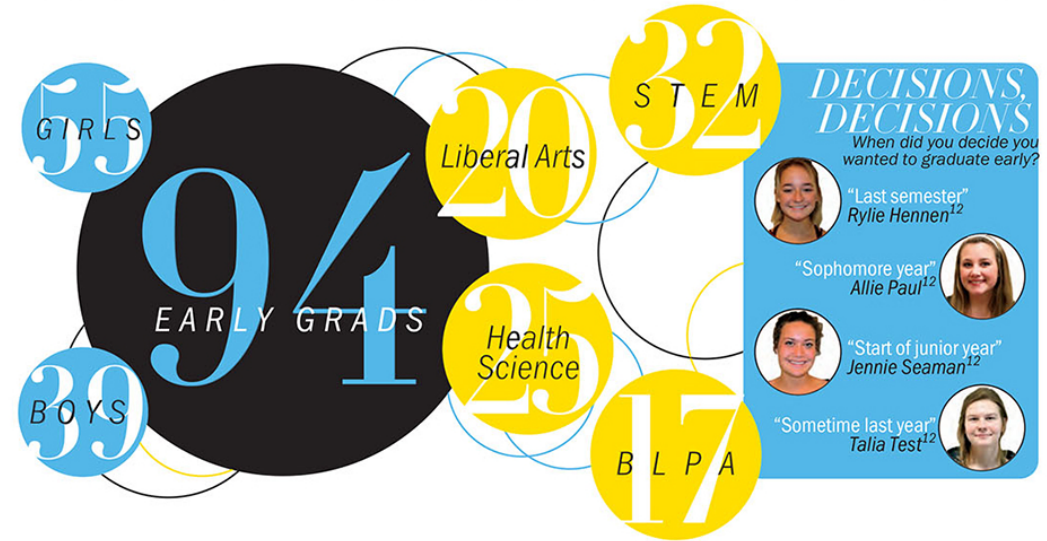 55
GIRLS
94
EARLY GRADS
39
BOYS
20
Liberal Arts
32
STEM
25
Health
Science
17
BLPA
DECISIONS,
DECISIONS
When did you decide you
wanted to graduate early?
“Last semester”
Rylie Hennen12
“Sophomore year”
Allie Paul12
“Start of junior year”
Jennie Seaman12
“Sometime last year”
Talia Test12